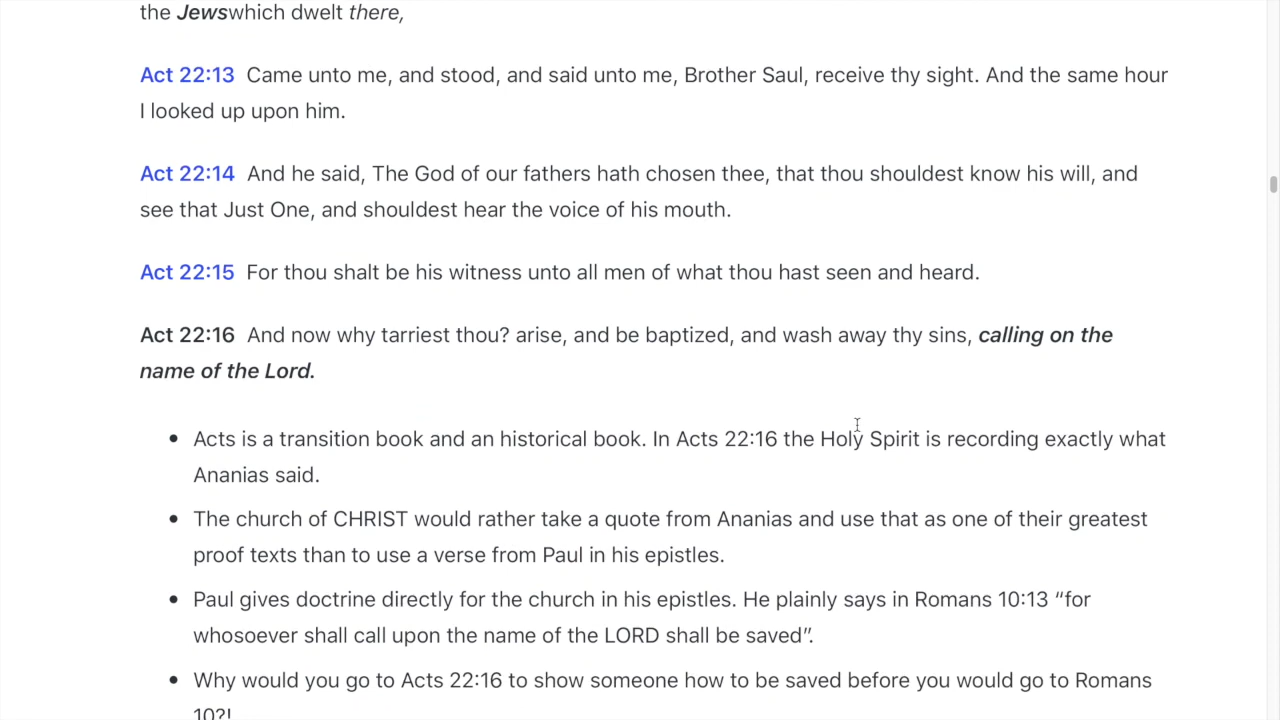 the Jewswhich dwelt there,
Act 22:13 Came unto me, and stood, and said unto me, Brother Saul, receive thy sight. And the same hour
I looked up upon him.
Act 22:14 And he said, The God of our fathers hath chosen thee, that thou shouldest know his will, and
see that Just One, and shouldest hear the voice of his mouth.
Act 22:15 For thou shalt be his witness unto all men of what thou hast seen and heard.
Act 22:16 And now why tarriest thou? arise, and be baptized, and wash away thy sins, calling on the
name of the Lord.
• Acts is a transition book and an historical book. In Acts 22:16 the Holy Spirit is recording exactly what
Ananias said.
• The church of CHRIST would rather take a quote from Ananias and use that as one of their greatest
proof texts than to use a verse from Paul in his epistles.
• Paul gives doctrine directly for the church in his epistles. He plainly says in Romans 10:13 “for
whosoever shall call upon the name of the LORD shall be saved”.
• Why would you go to Acts 22:16 to show someone how to be saved before you would go to Romans
10?!